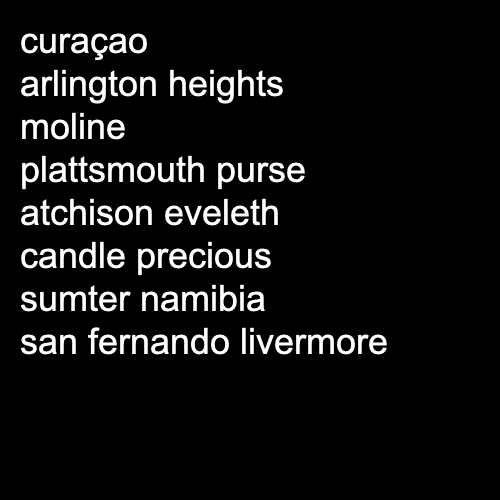 curaçao
arlington heights
moline
plattsmouth purse
atchison eveleth
candle precious
sumter namibia
san fernando livermore